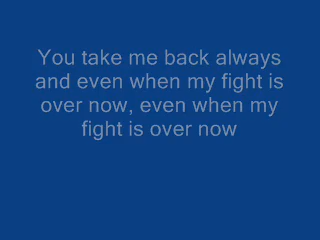 You take me back always
and even when my fight is
over now, even when my
fight is over now